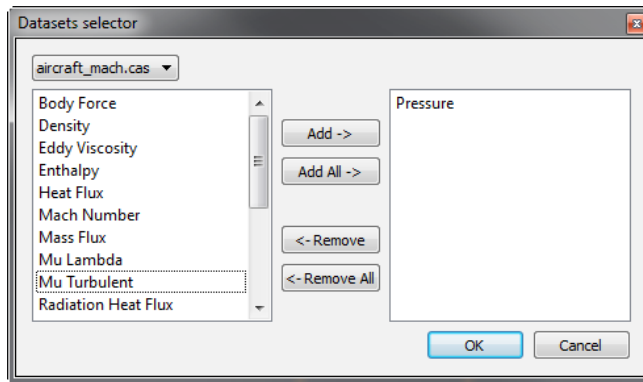 Datasets selector
aircraft_mach.cas
Body Force
Density
Eddy Viscosity
Enthalpy
Heat Flux
Mach Number
Mass Flux
Mu Lambda
Mu Turbulent
Radiation Heat Flux
Add ->
Add All ->
<- Remove
<- Remove All
Pressure
OK
Cancel